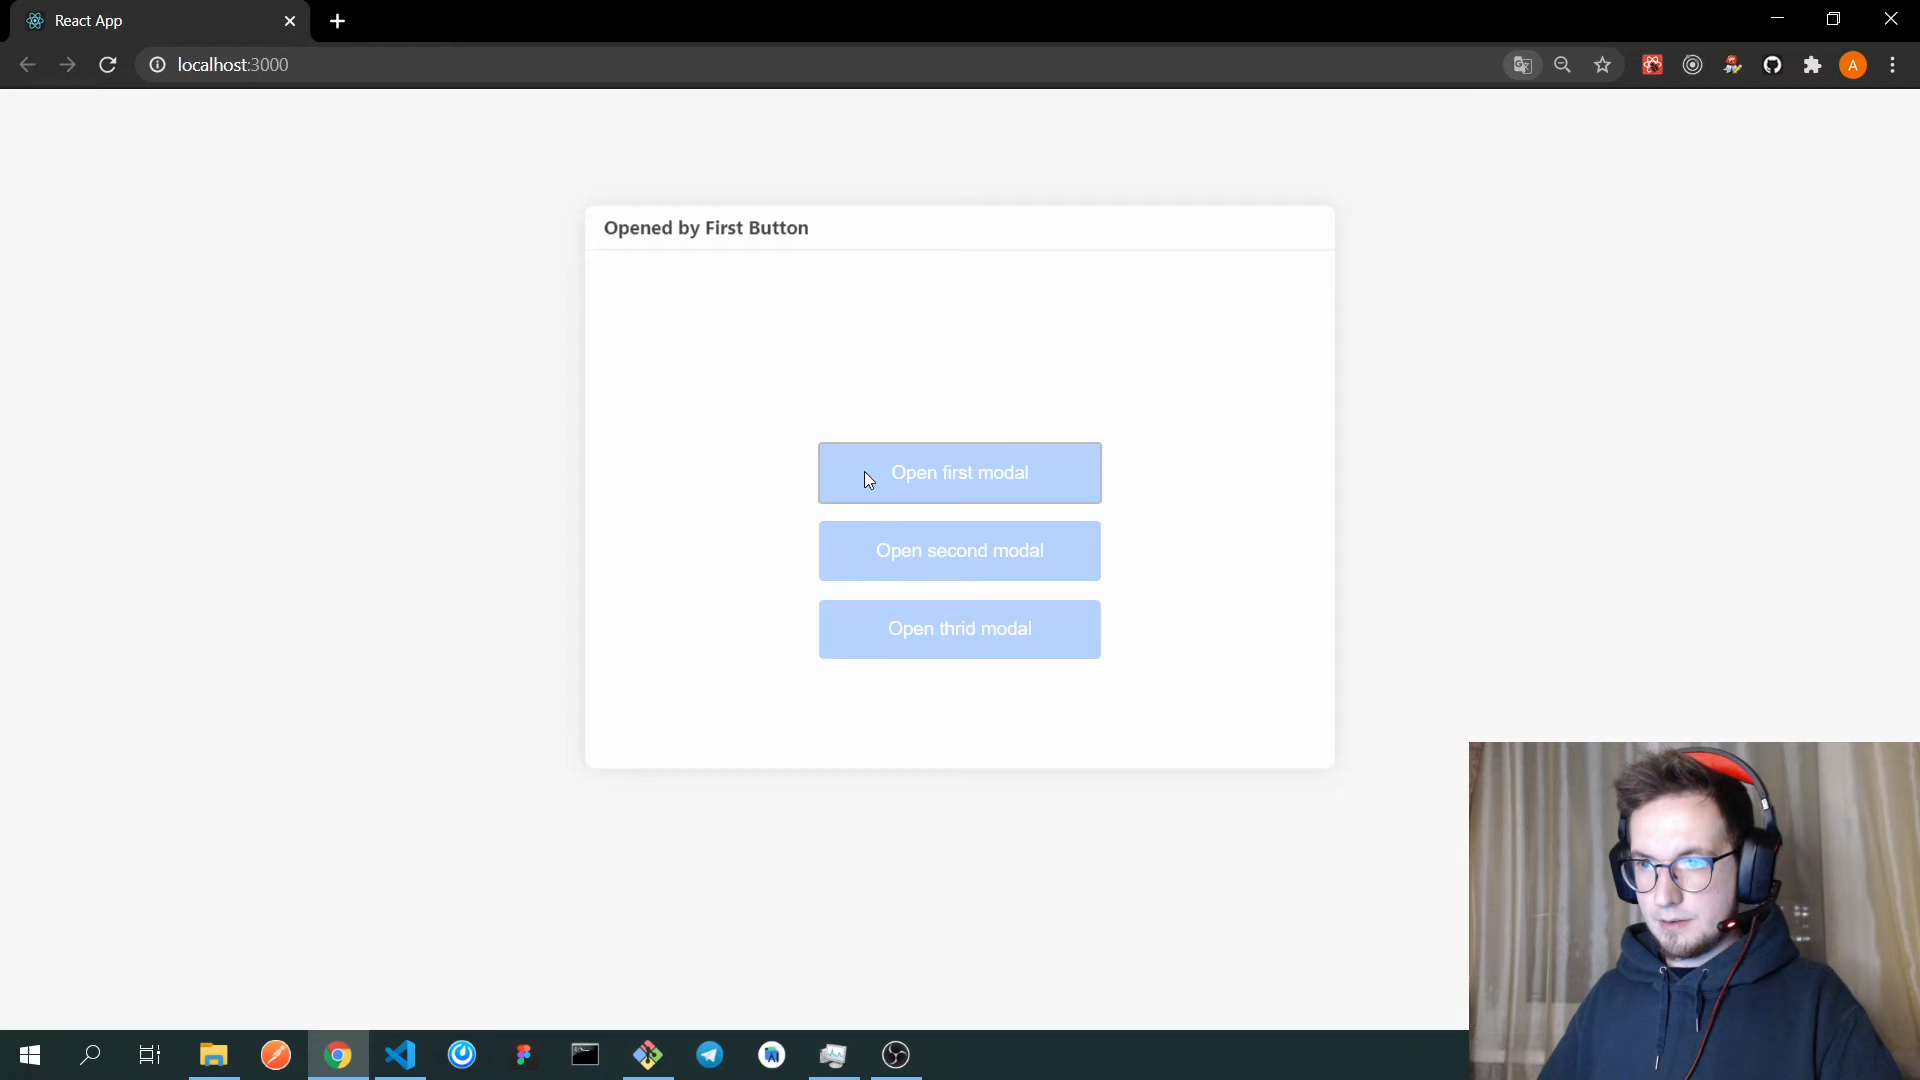 React App
localhost:3000
A
Opened by First Button
Open first modal
Open second modal
Open thrid modal